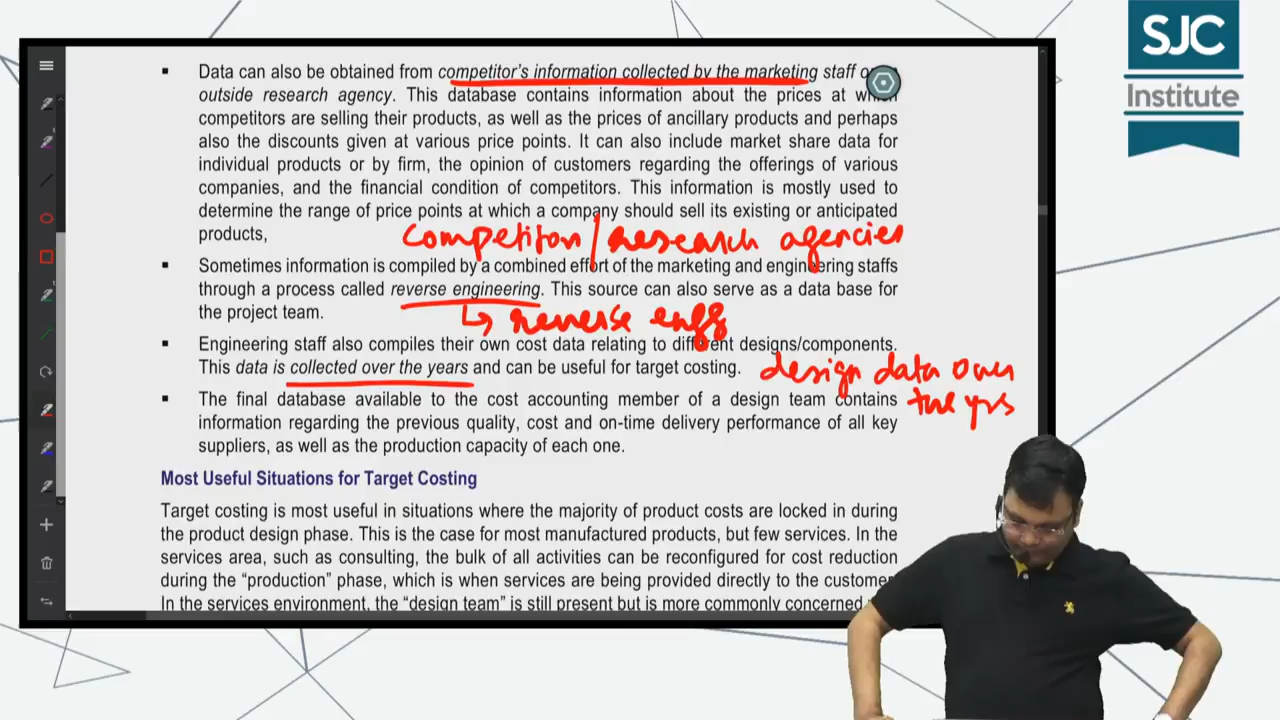 SJC
Institute
▪ Data can also be obtained from competitor's information collected by the marketing staff
outside research agency. This database contains information about the prices at which
competitors are selling their products, as well as the prices of ancillary products and perhaps
also the discounts given at various price points. It can also include market share data for
individual products or by firm, the opinion of customers regarding the offerings of various
companies, and the financial condition of competitors. This information is mostly used to
determine the range of price points at which a company should sell its existing or anticipated
products,
competitors/research agencies
▪ Sometimes information is compiled by a combined effort of the marketing and engineering staffs
through a process called reverse engineering. This source can also serve as a data base for
the project team.
↳ reverse engg
▪ Engineering staff also compiles their own cost data relating to different designs/components.
This data is collected over the years and can be useful for target costing.
design data over
the yrs
▪ The final database available to the cost accounting member of a design team contains
information regarding the previous quality, cost and on-time delivery performance of all key
suppliers, as well as the production capacity of each one.
Most Useful Situations for Target Costing
Target costing is most useful in situations where the majority of product costs are locked in during
the product design phase. This is the case for most manufactured products, but few services. In the
services area, such as consulting, the bulk of all activities can be reconfigured for cost reduction
during the “production” phase, which is when services are being provided directly to the customer
In the services environment, the “design team” is still present but is more commonly concerned